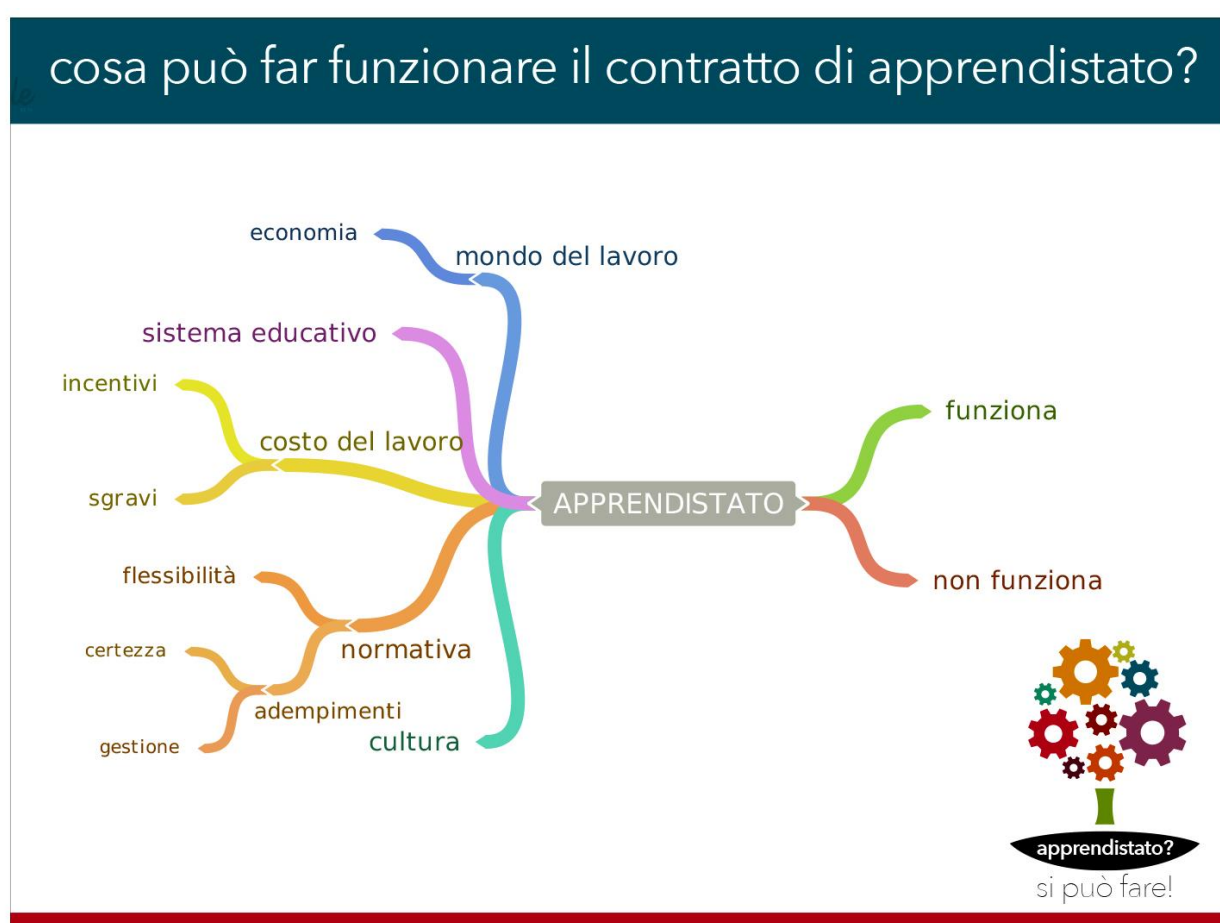 cosa può far funzionare il contratto di apprendistato?
economia
mondo del lavoro
sistema educativo
incentivi
costo del lavoro
sgravi
flessibilità
certezza
normativa
adempimenti
gestione
cultura
APPRENDISTATO
funziona
non funziona
apprendistato?
si può fare!